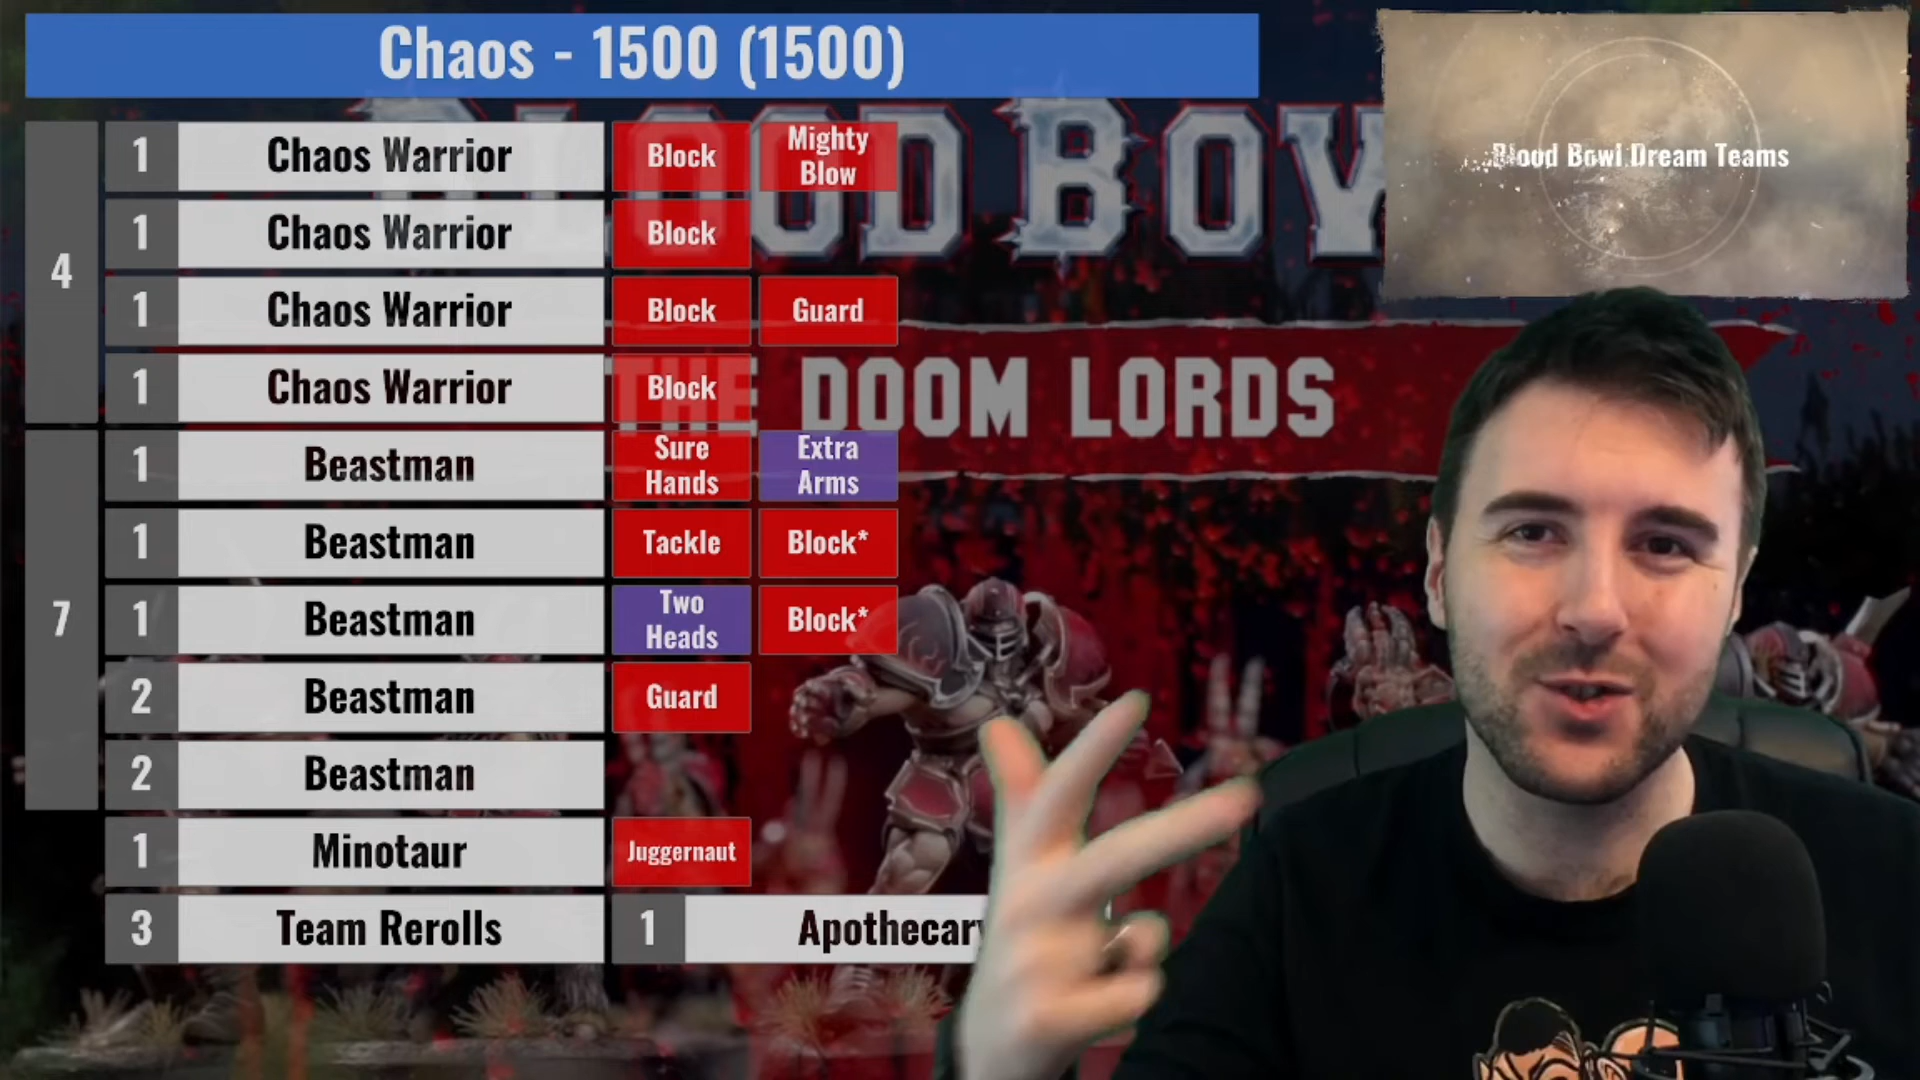 Chaos - 1500 (1500)
Blood Bowl Dream Teams
4
1 Chaos Warrior Block Mighty Blow
1 Chaos Warrior Block
1 Chaos Warrior Block Guard
1 Chaos Warrior Block
7
1 Beastman Sure Hands Extra Arms
1 Beastman Tackle Block*
1 Beastman Two Heads Block*
2 Beastman Guard
2 Beastman
1 Minotaur Juggernaut
3 Team Rerolls 1 Apothecary
BLOOD BOW
THE DOOM LORDS